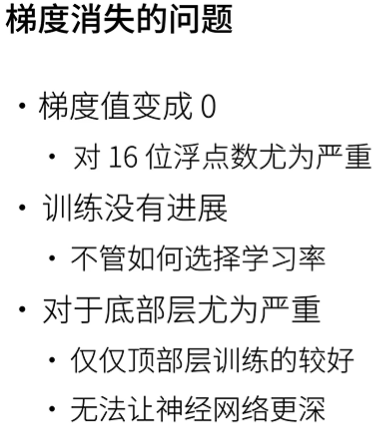 梯度消失的问题
• 梯度值变成 0
• 对 16 位浮点数尤为严重
• 训练没有进展
• 不管如何选择学习率
• 对于底部层尤为严重
• 仅仅顶部层训练的较好
• 无法让神经网络更深